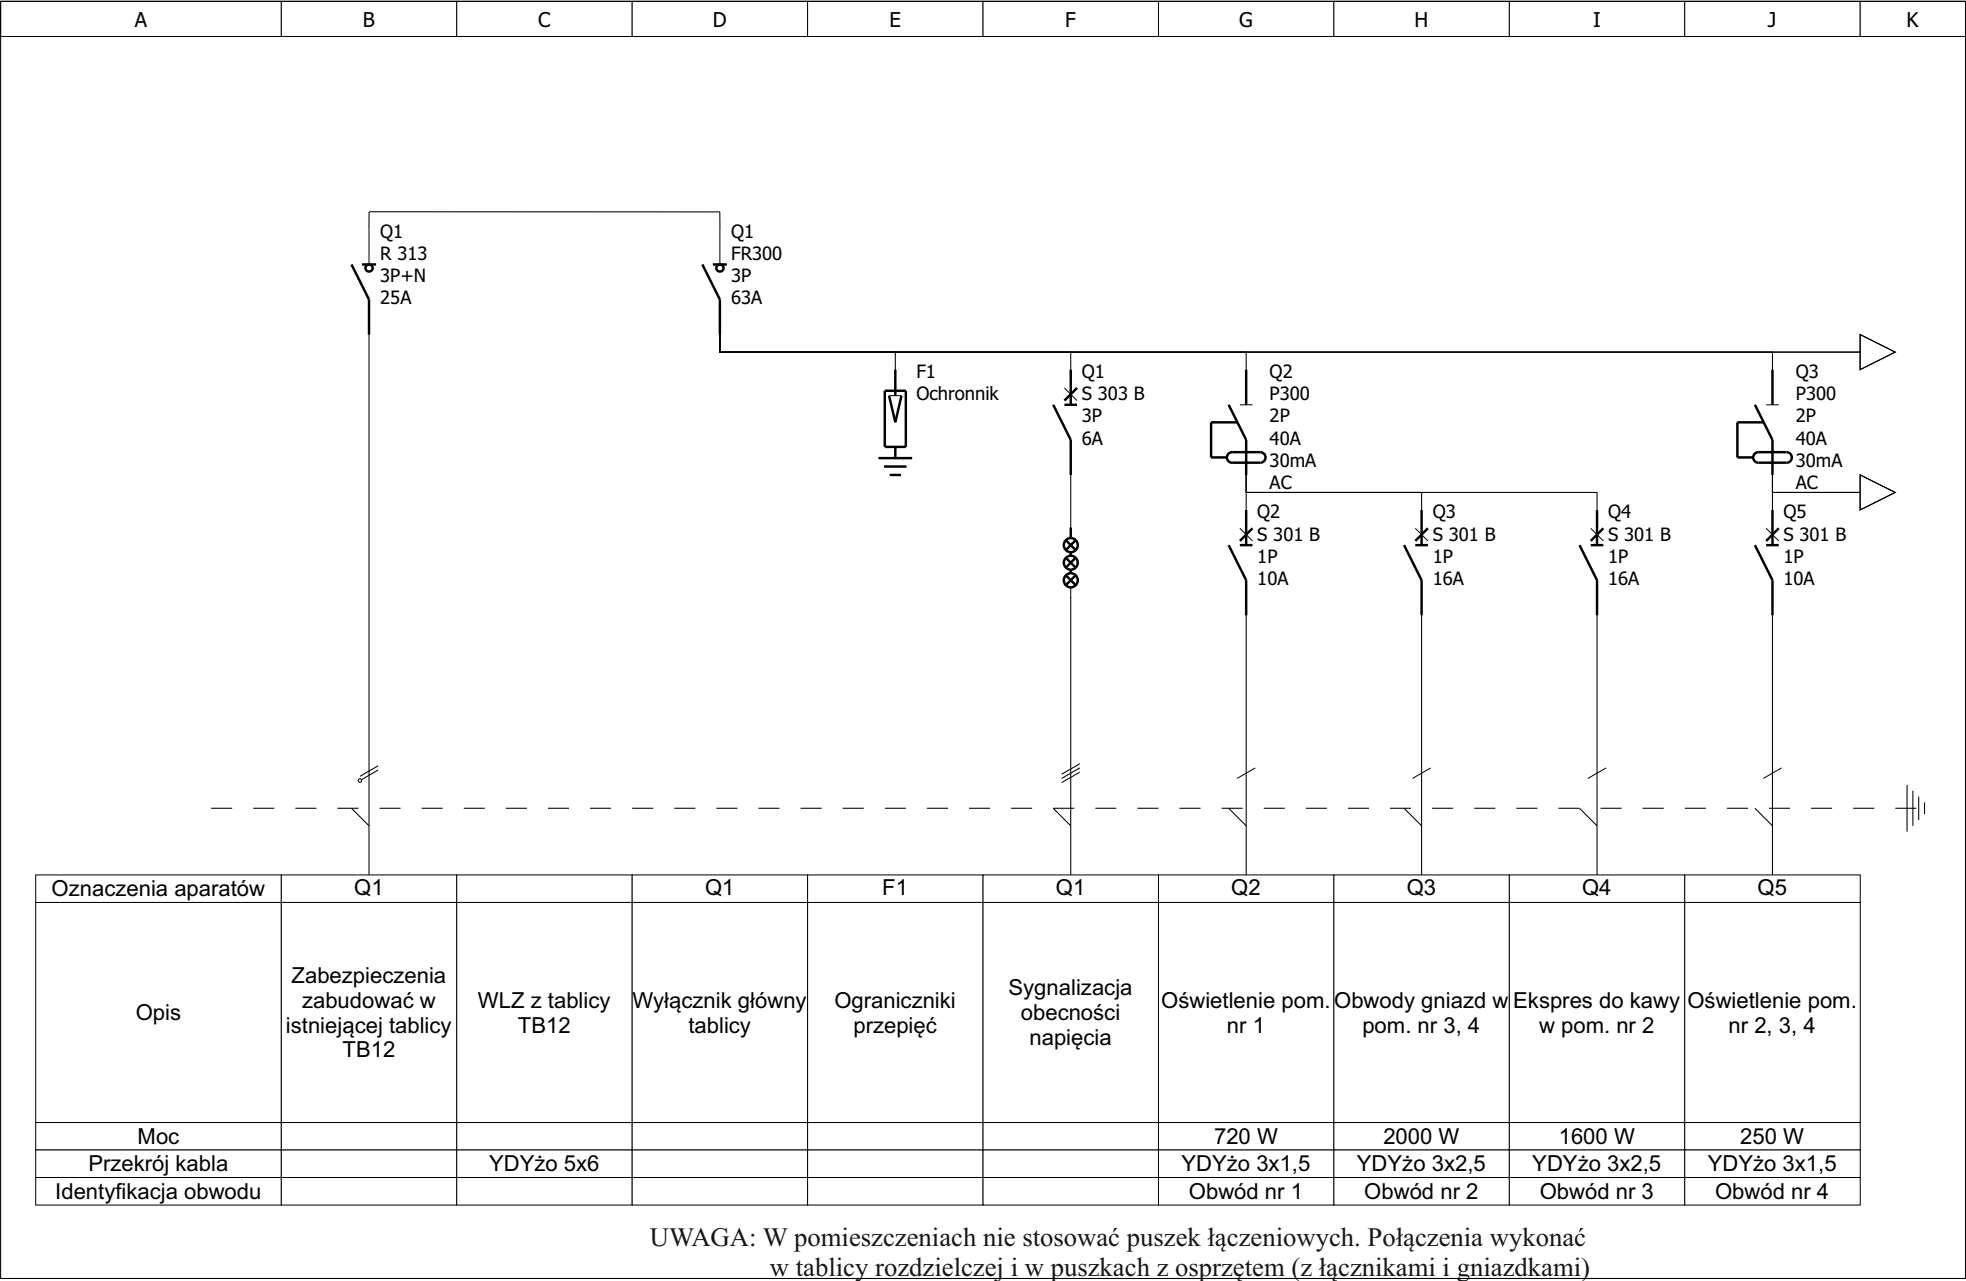 A B C D E F G H I J K
Q1
R 313
3P+N
25A
Q1
FR300
3P
63A
F1
Ochronnik
Q1
S 303 B
3P
6A
Q2
P300
2P
40A
30mA
AC
Q3
P300
2P
40A
30mA
AC
Q2
S 301 B
1P
10A
Q3
S 301 B
1P
16A
Q4
S 301 B
1P
16A
Q5
S 301 B
1P
10A
Oznaczenia aparatów Q1 Q1 F1 Q1 Q2 Q3 Q4 Q5
Opis
Zabezpieczenia
zabudować w
istniejącej tablicy
TB12
WLZ z tablicy
TB12
Wyłącznik główny
tablicy
Ograniczniki
przepięć
Sygnalizacja
obecności
napięcia
Oświetlenie pom.
nr 1
Obwody gniazd w
pom. nr 3, 4
Ekspres do kawy
w pom. nr 2
Oświetlenie pom.
nr 2, 3, 4
Moc 720 W 2000 W 1600 W 250 W
Przekrój kabla YDYżo 5x6 YDYżo 3x1,5 YDYżo 3x2,5 YDYżo 3x2,5 YDYżo 3x1,5
Identyfikacja obwodu Obwód nr 1 Obwód nr 2 Obwód nr 3 Obwód nr 4
UWAGA: W pomieszczeniach nie stosować puszek łączeniowych. Połączenia wykonać
w tablicy rozdzielczej i w puszkach z osprzętem (z łącznikami i gniazdkami)